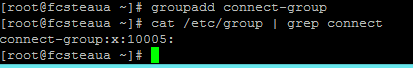 [root@fcsteaua ~]# groupadd connect-group
[root@fcsteaua ~]# cat /etc/group | grep connect
connect-group:x:10005:
[root@fcsteaua ~]#